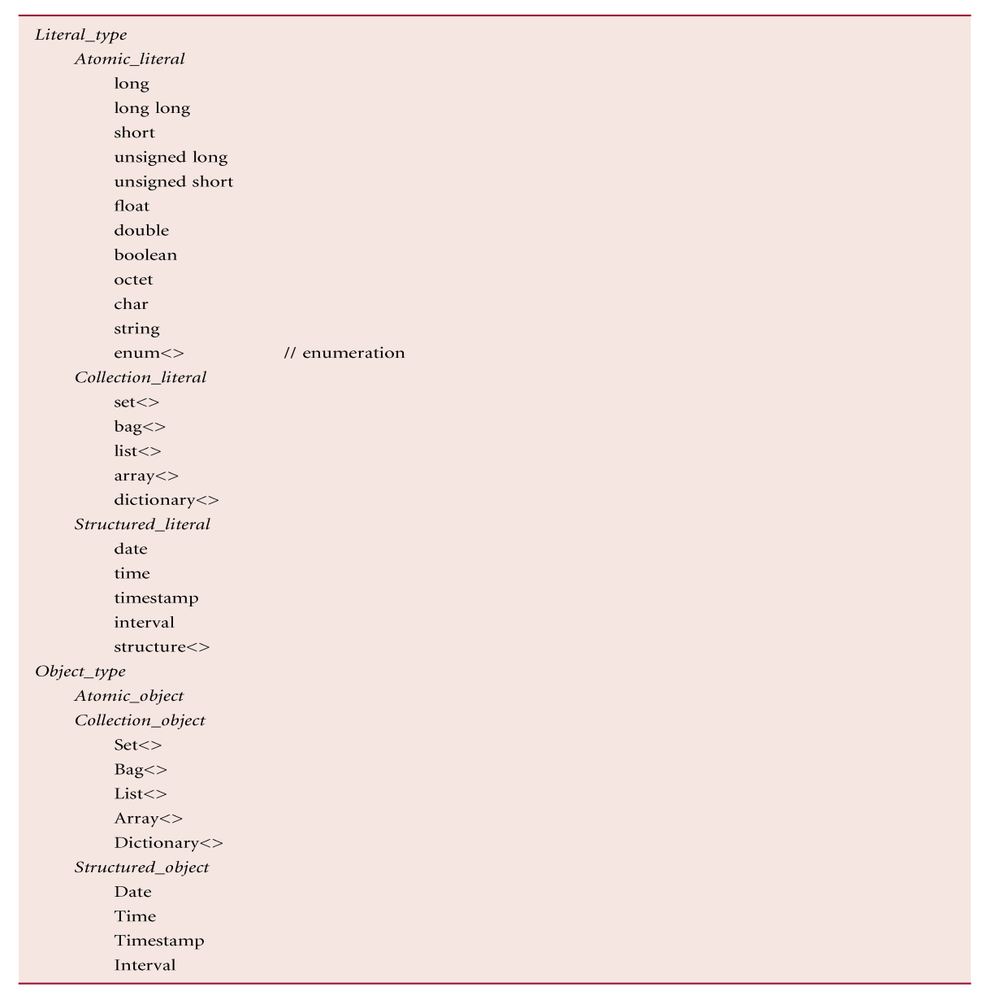 Literal_type
Atomic_literal
long
long long
short
unsigned long
unsigned short
float
double
boolean
octet
char
string
enum<> // enumeration
Collection_literal
set<>
bag<>
list<>
array<>
dictionary<>
Structured_literal
date
time
timestamp
interval
structure<>
Object_type
Atomic_object
Collection_object
Set<>
Bag<>
List<>
Array<>
Dictionary<>
Structured_object
Date
Time
Timestamp
Interval